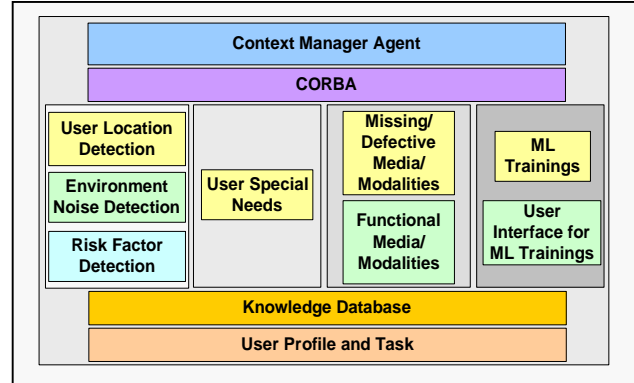 Context Manager Agent
CORBA
User Location
Detection
Environment
Noise Detection
Risk Factor
Detection
User Special
Needs
Missing/
Defective
Media/
Modalities
Functional
Media/
Modalities
ML
Trainings
User
Interface for
ML Trainings
Knowledge Database
User Profile and Task